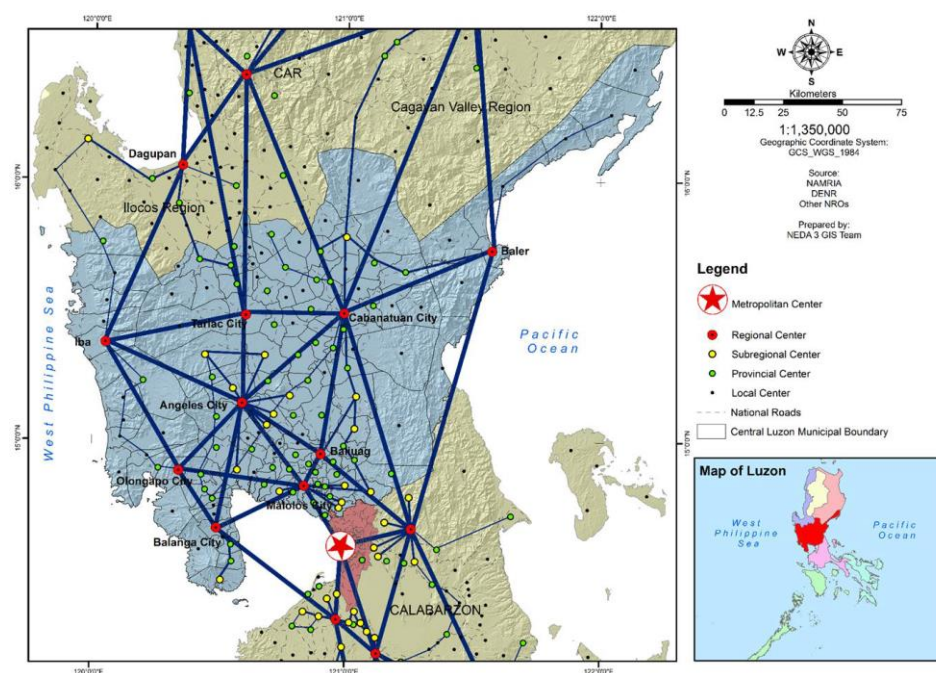 120°0'0"E
121°0'0"E
122°0'0"E
N
W
E
S
Kilometers
0 12.5 25 50 75
1:1,350,000
Geographic Coordinate System:
GCS_WGS_1984
Source:
NAMRIA
DENR
Other NROs
Prepared by:
NEDA 3 GIS Team
CAR
Cagayan Valley Region
Dagupan
16°0'0"N
16°0'0"N
Ilocos Region
Baler
Legend
Metropolitan Center
Regional Center
Subregional Center
Provincial Center
Local Center
National Roads
Central Luzon Municipal Boundary
West Philippine Sea
Tarlac City
Cabanatuan City
Iba
Pacific
Ocean
Angeles City
15°0'0"N
15°0'0"N
Baliuag
Olongapo City
Malolos City
Balanga City
CALABARZON
120°0'0"E
121°0'0"E
122°0'0"E
Map of Luzon
West
Philippine
Sea
Pacific
Ocean